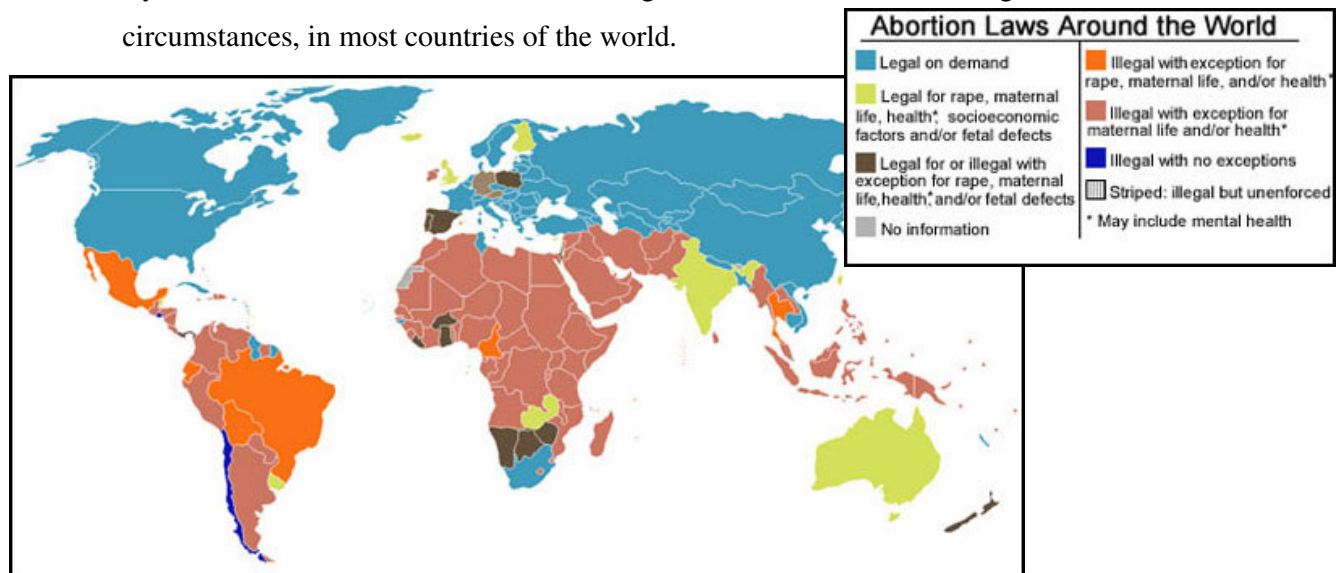 circumstances, in most countries of the world.
Abortion Laws Around the World
Legal on demand
Legal for rape, maternal
life, health*, socioeconomic
factors and/or fetal defects
Legal for or illegal with
exception for rape, maternal
life,health,* and/or fetal defects
No information
Illegal with exception for
rape, maternal life, and/or health*
Illegal with exception for
maternal life and/or health*
Illegal with no exceptions
Striped: illegal but unenforced
* May include mental health